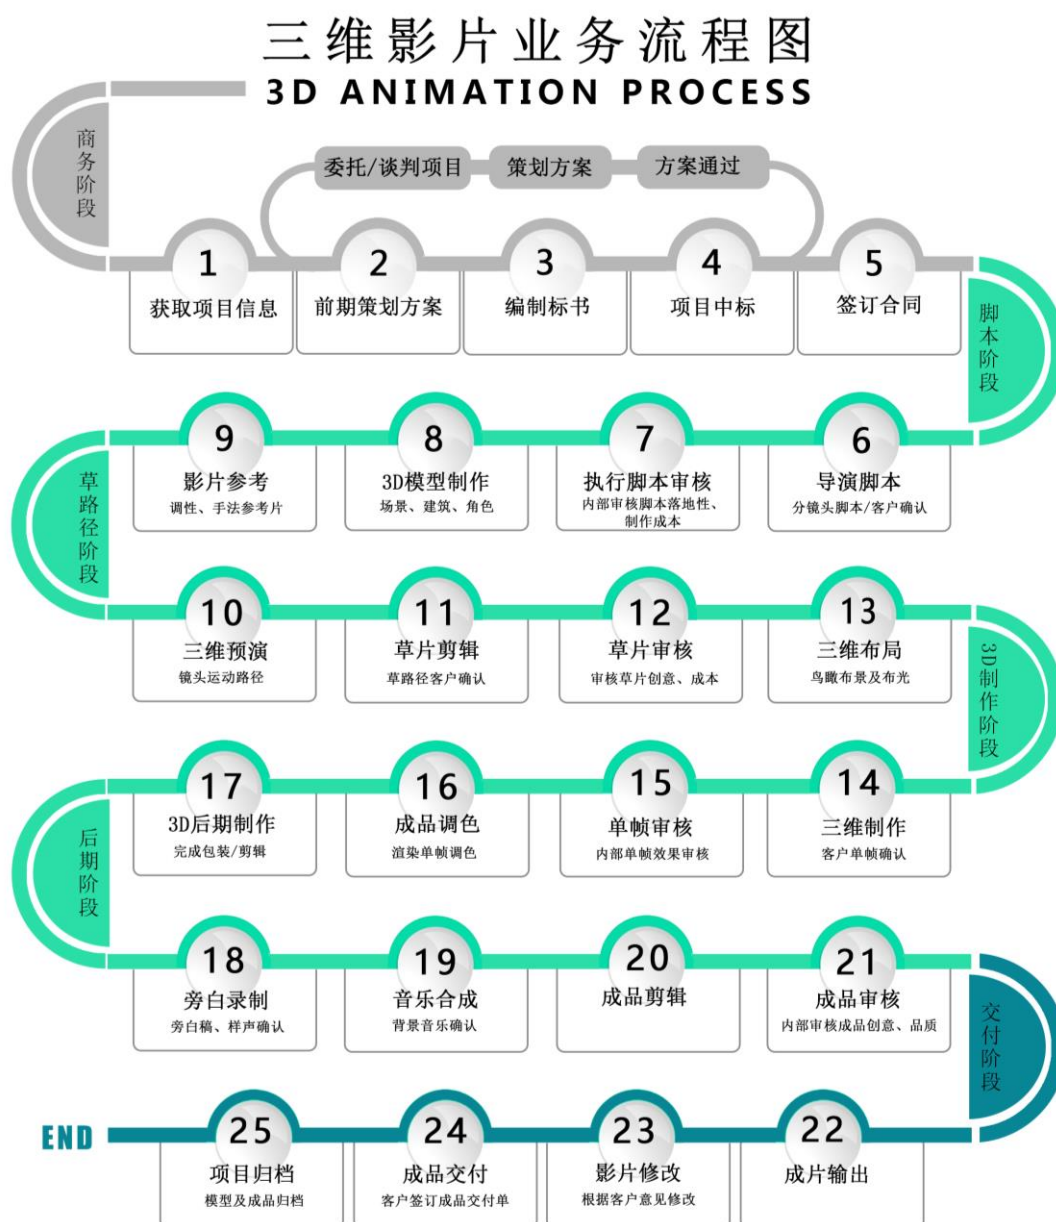 三维影片业务流程图
3D ANIMATION PROCESS
商务阶段
委托/谈判项目
策划方案
方案通过
1
获取项目信息
2
前期策划方案
3
编制标书
4
项目中标
5
签订合同
脚本阶段
6
导演脚本
分镜头脚本/客户确认
7
执行脚本审核
内部审核脚本落地性、
制作成本
8
3D模型制作
场景、建筑、角色
9
影片参考
调性、手法参考片
草路径阶段
10
三维预演
镜头运动路径
11
草片剪辑
草路径客户确认
12
草片审核
审核草片创意、成本
13
三维布局
鸟瞰布景及布光
3D制作阶段
14
三维制作
客户单帧确认
15
单帧审核
内部单帧效果审核
16
成品调色
渲染单帧调色
17
3D后期制作
完成包装/剪辑
后期阶段
18
旁白录制
旁白稿、样声确认
19
音乐合成
背景音乐确认
20
成品剪辑
21
成品审核
内部审核成品创意、品质
交付阶段
22
成片输出
23
影片修改
根据客户意见修改
24
成品交付
客户签订成品交付单
25
项目归档
模型及成品归档
END